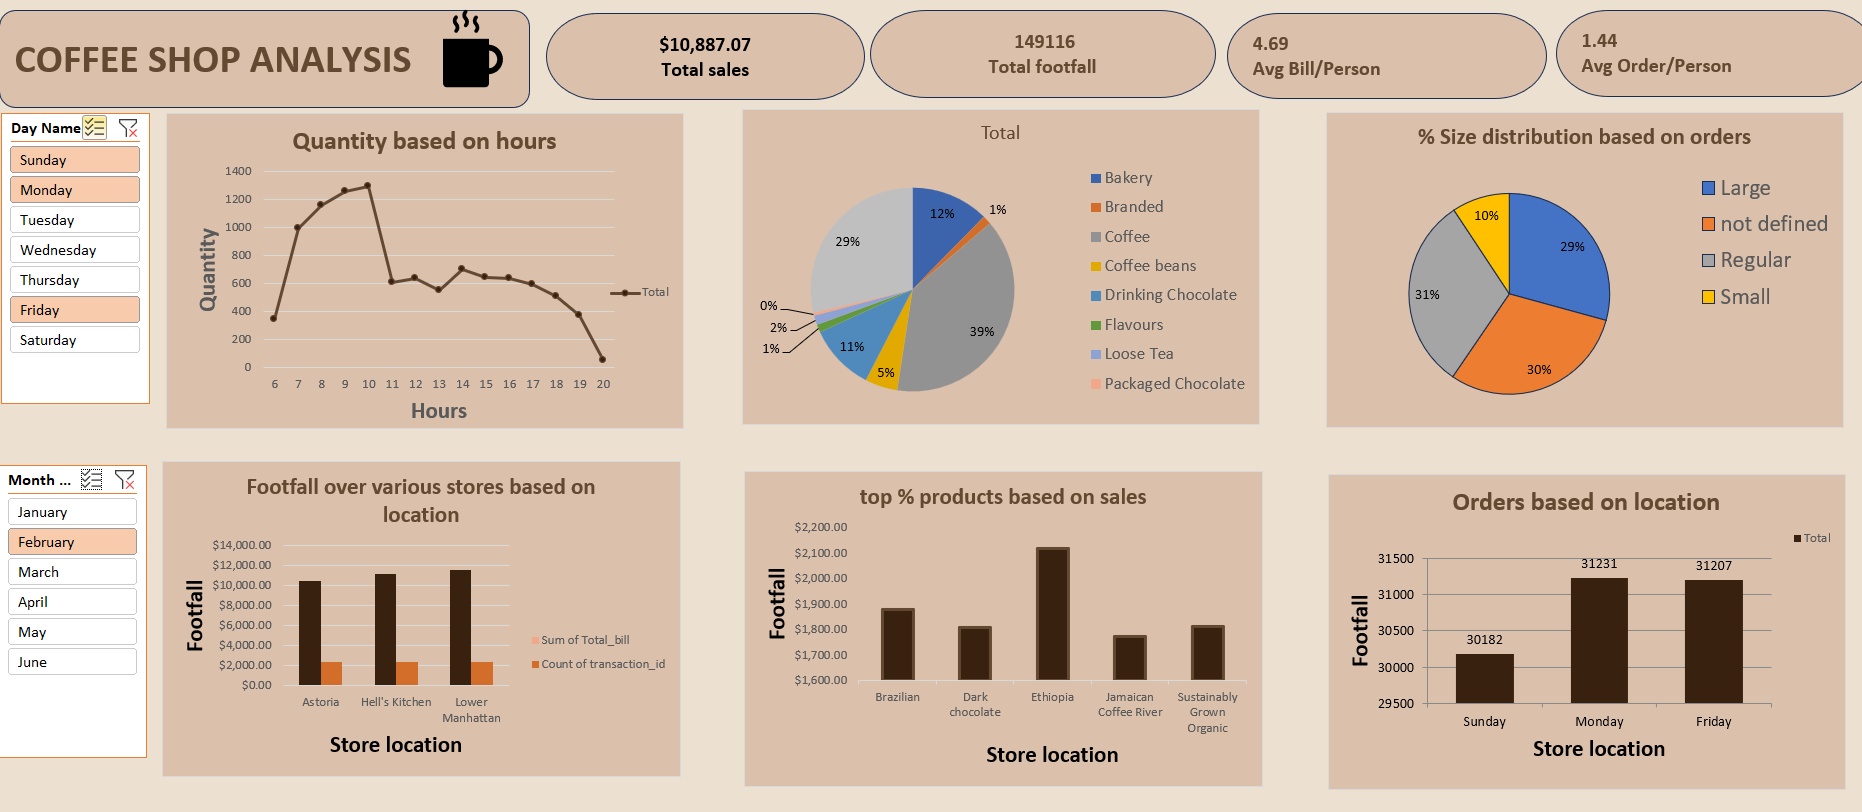 COFFEE SHOP ANALYSIS
$10,887.07
Total sales
149116
Total footfall
4.69
Avg Bill/Person
1.44
Avg Order/Person
Day Name
Sunday
Monday
Tuesday
Wednesday
Thursday
Friday
Saturday
Quantity based on hours
Quantity
1400
1200
1000
800
600
400
200
0
6 7 8 9 10 11 12 13 14 15 16 17 18 19 20
Hours
Total
Total
12%
1%
39%
5%
11%
1%
2%
0%
29%
Bakery
Branded
Coffee
Coffee beans
Drinking Chocolate
Flavours
Loose Tea
Packaged Chocolate
% Size distribution based on orders
29%
30%
31%
10%
Large
not defined
Regular
Small
Month ...
January
February
March
April
May
June
Footfall over various stores based on
location
Footfall
$14,000.00
$12,000.00
$10,000.00
$8,000.00
$6,000.00
$4,000.00
$2,000.00
$0.00
Astoria
Hell's Kitchen
Lower
Manhattan
Store location
Sum of Total_bill
Count of transaction_id
top % products based on sales
Footfall
$2,200.00
$2,100.00
$2,000.00
$1,900.00
$1,800.00
$1,700.00
$1,600.00
Brazilian
Dark
chocolate
Ethiopia
Jamaican
Coffee River
Sustainably
Grown
Organic
Store location
Orders based on location
Total
Footfall
31500
31000
30500
30000
29500
30182
31231
31207
Sunday
Monday
Friday
Store location